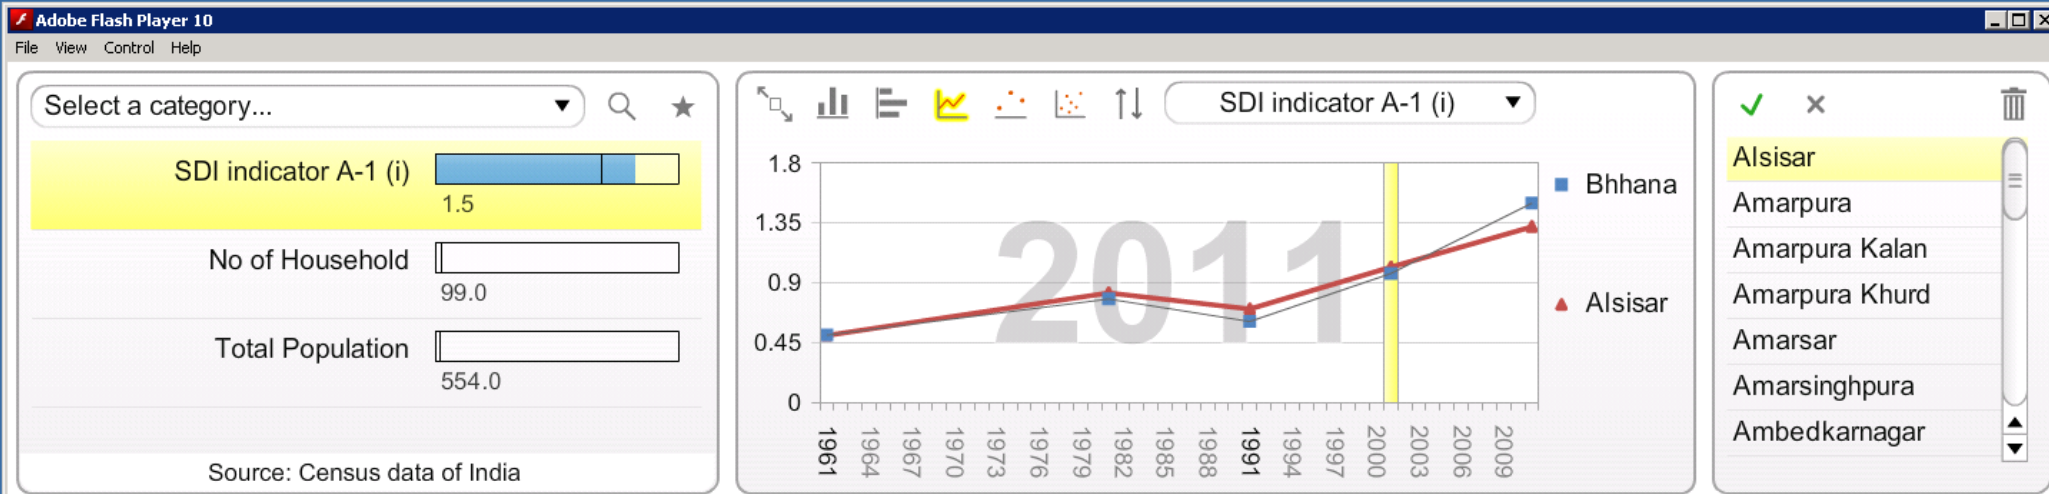 Adobe Flash Player 10
File View Control Help
Select a category...
SDI indicator A-1 (i)
1.5
No of Household
99.0
Total Population
554.0
Source: Census data of India
SDI indicator A-1 (i)
1.8
1.35
0.9
0.45
0
2011
1961 1964 1967 1970 1973 1976 1979 1982 1985 1988 1991 1994 1997 2000 2003 2006 2009
Bhhana
Alsisar
Alsisar
Amarpura
Amarpura Kalan
Amarpura Khurd
Amarsar
Amarsinghpura
Ambedkarnagar